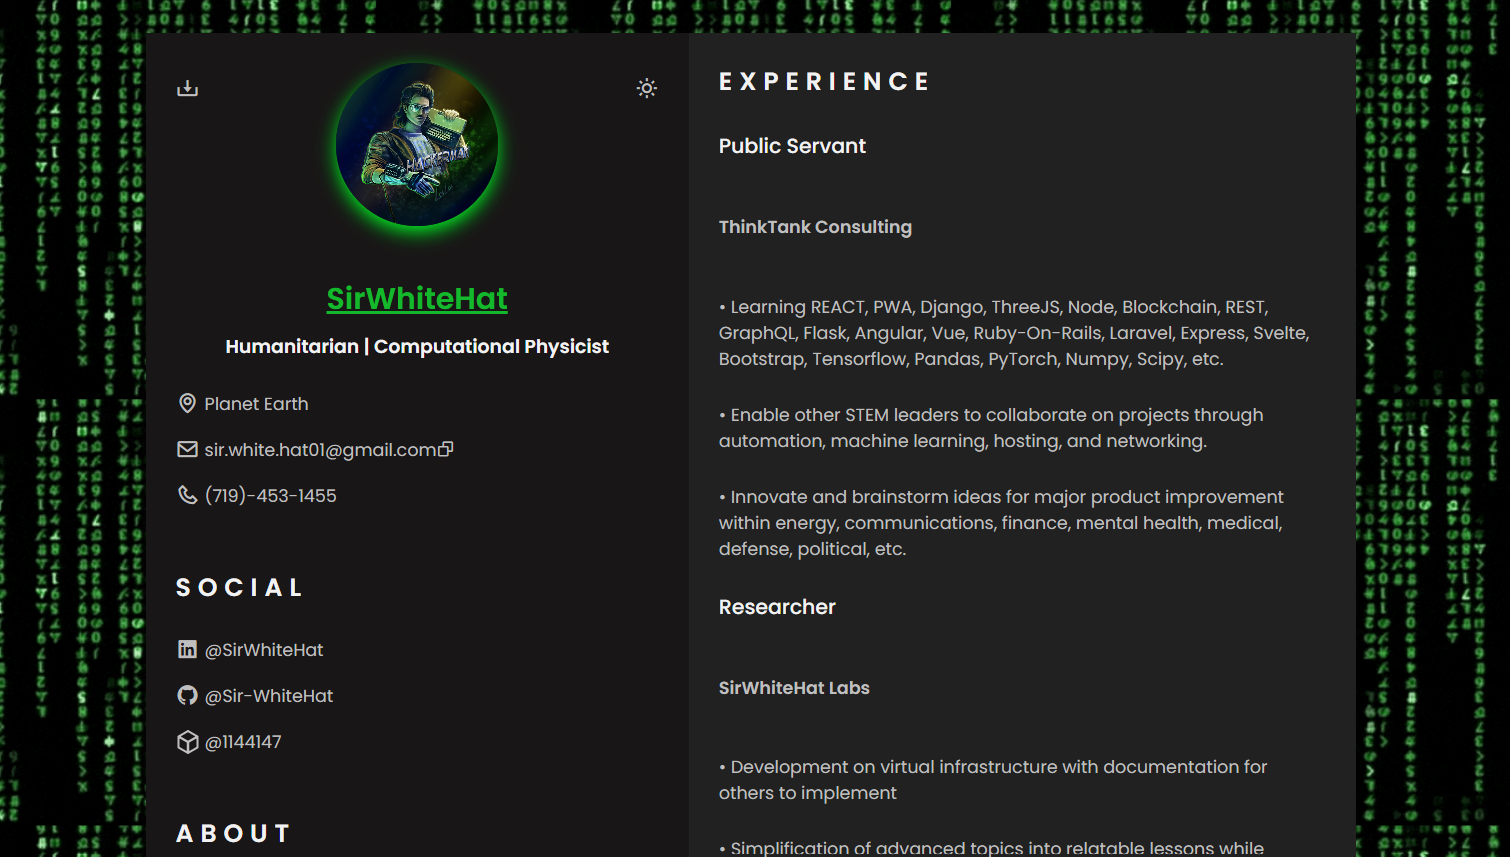 SirWhiteHat
Humanitarian | Computational Physicist
Planet Earth
sir.white.hat01@gmail.com
(719)-453-1455
SOCIAL
@SirWhiteHat
@Sir-WhiteHat
@1144147
ABOUT
EXPERIENCE
Public Servant
ThinkTank Consulting
• Learning REACT, PWA, Django, ThreeJS, Node, Blockchain, REST,
GraphQL, Flask, Angular, Vue, Ruby-On-Rails, Laravel, Express, Svelte,
Bootstrap, Tensorflow, Pandas, PyTorch, Numpy, Scipy, etc.
• Enable other STEM leaders to collaborate on projects through
automation, machine learning, hosting, and networking.
• Innovate and brainstorm ideas for major product improvement
within energy, communications, finance, mental health, medical,
defense, political, etc.
Researcher
SirWhiteHat Labs
• Development on virtual infrastructure with documentation for
others to implement
• Simplification of advanced topics into relatable lessons while